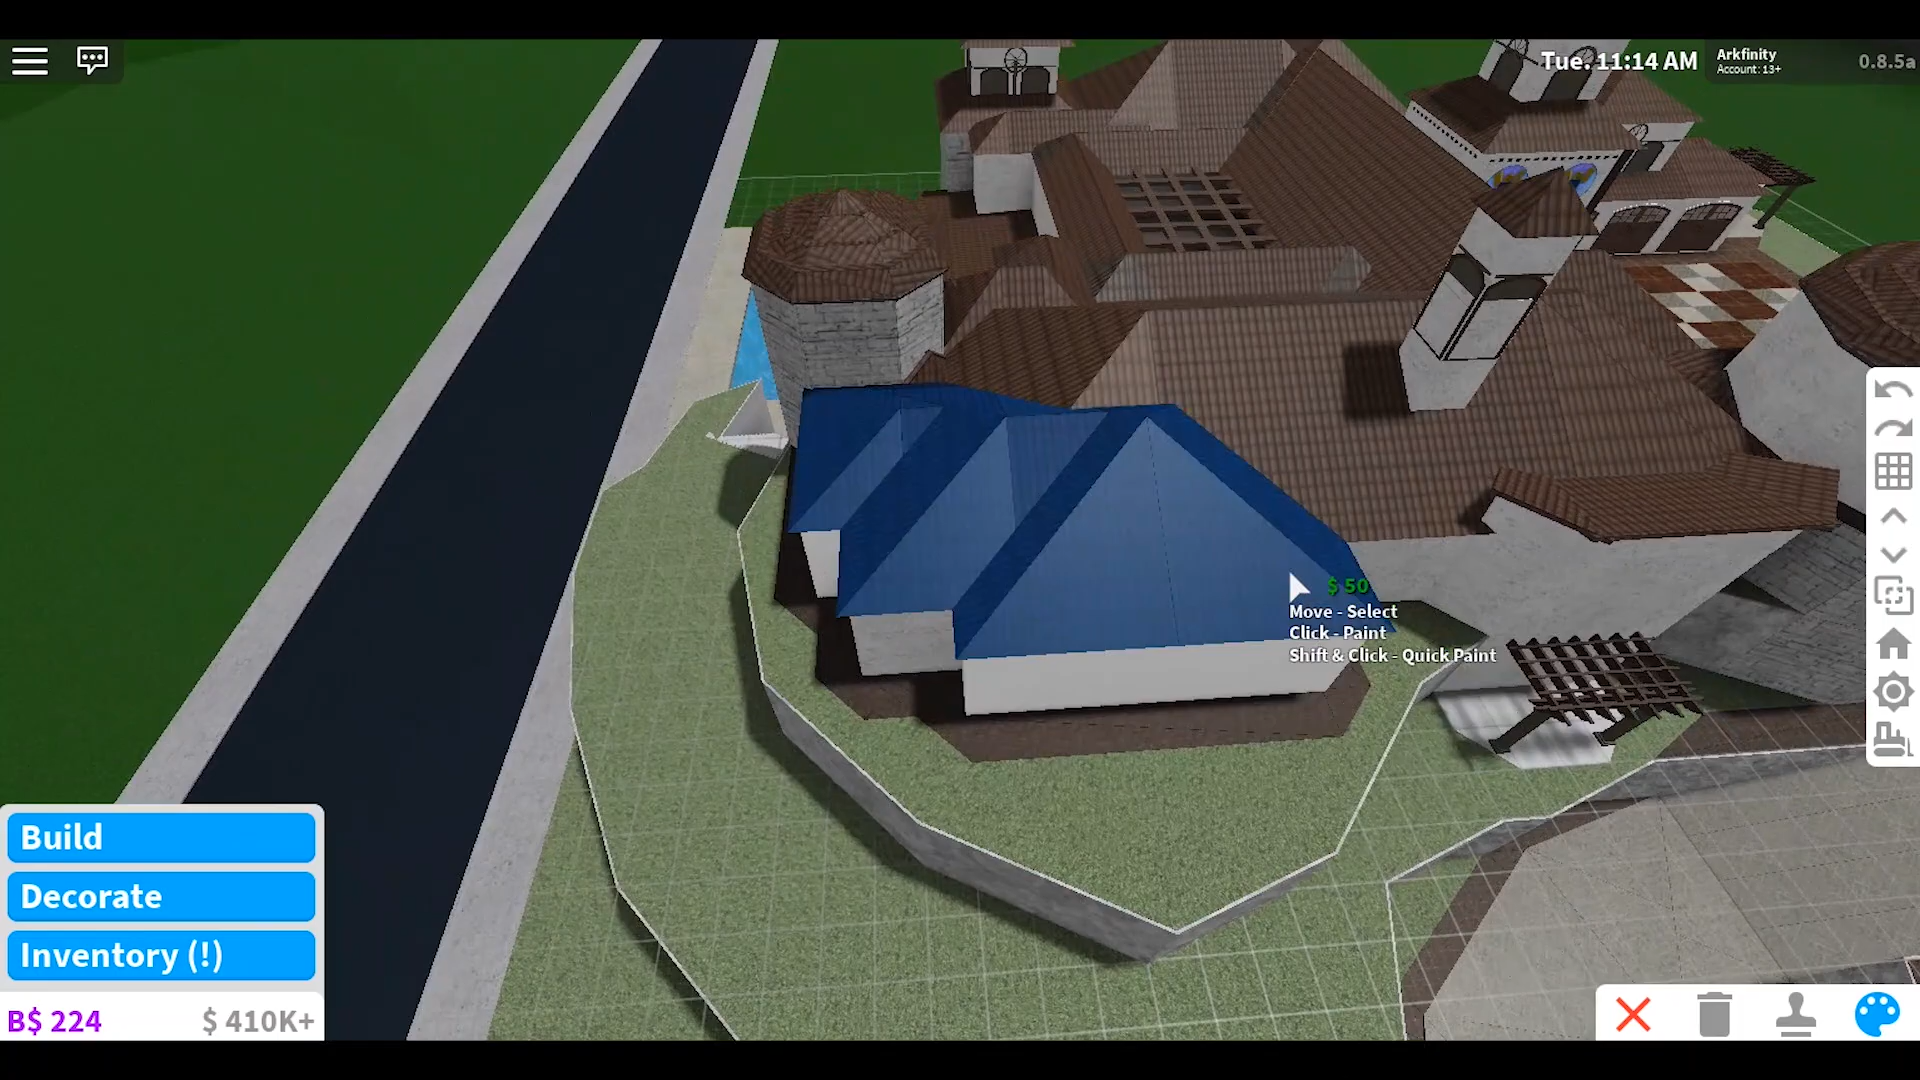 Tue. 11:14 AM
Arkfinity
Account: 13+
0.8.5a
$ 50
Move - Select
Click - Paint
Shift & Click - Quick Paint
Build
Decorate
Inventory (!)
B$ 224
$ 410K+